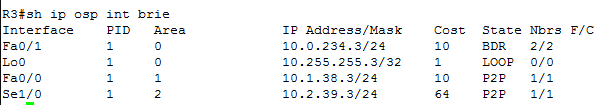 R3#sh ip osp int brie
Interface PID Area IP Address/Mask Cost State Nbrs F/C
Fa0/1 1 0 10.0.234.3/24 10 BDR 2/2
Lo0 1 0 10.255.255.3/32 1 LOOP 0/0
Fa0/0 1 1 10.1.38.3/24 10 P2P 1/1
Se1/0 1 2 10.2.39.3/24 64 P2P 1/1